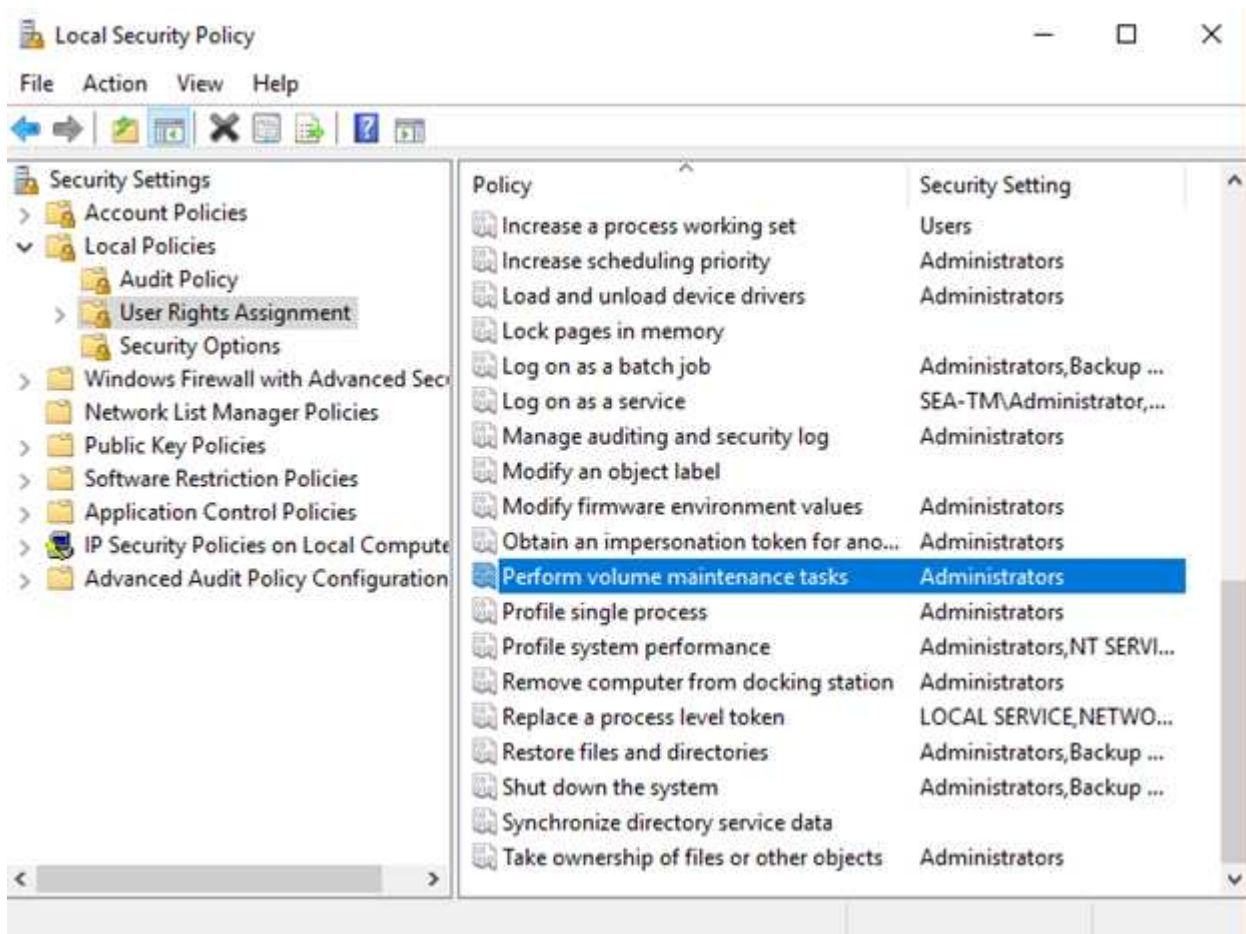 Local Security Policy
File Action View Help
Security Settings
Account Policies
Local Policies
Audit Policy
User Rights Assignment
Security Options
Windows Firewall with Advanced Secu
Network List Manager Policies
Public Key Policies
Software Restriction Policies
Application Control Policies
IP Security Policies on Local Compute
Advanced Audit Policy Configuration
Policy Security Setting
Increase a process working set Users
Increase scheduling priority Administrators
Load and unload device drivers Administrators
Lock pages in memory
Log on as a batch job Administrators,Backup ...
Log on as a service SEA-TM\Administrator,...
Manage auditing and security log Administrators
Modify an object label
Modify firmware environment values Administrators
Obtain an impersonation token for ano... Administrators
Perform volume maintenance tasks Administrators
Profile single process Administrators
Profile system performance Administrators,NT SERVI...
Remove computer from docking station Administrators
Replace a process level token LOCAL SERVICE,NETWO...
Restore files and directories Administrators,Backup ...
Shut down the system Administrators,Backup ...
Synchronize directory service data
Take ownership of files or other objects Administrators